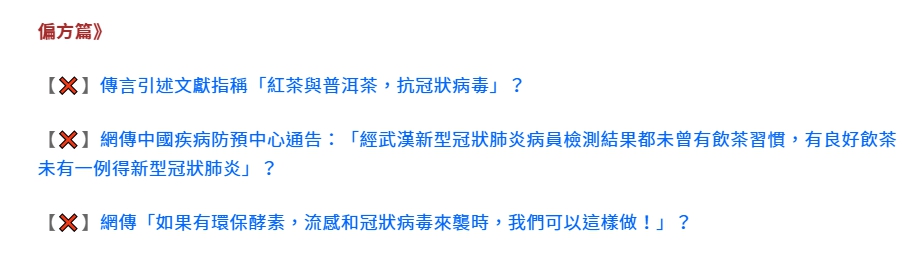 偏方篇》
【❌】傳言引述文獻指稱「紅茶與普洱茶，抗冠狀病毒」？
【❌】網傳中國疾病防預中心通告：「經武漢新型冠狀肺炎病員檢測結果都未曾有飲茶習慣，有良好飲茶
未有一例得新型冠狀肺炎」？
【❌】網傳「如果有環保酵素，流感和冠狀病毒來襲時，我們可以這樣做！」？